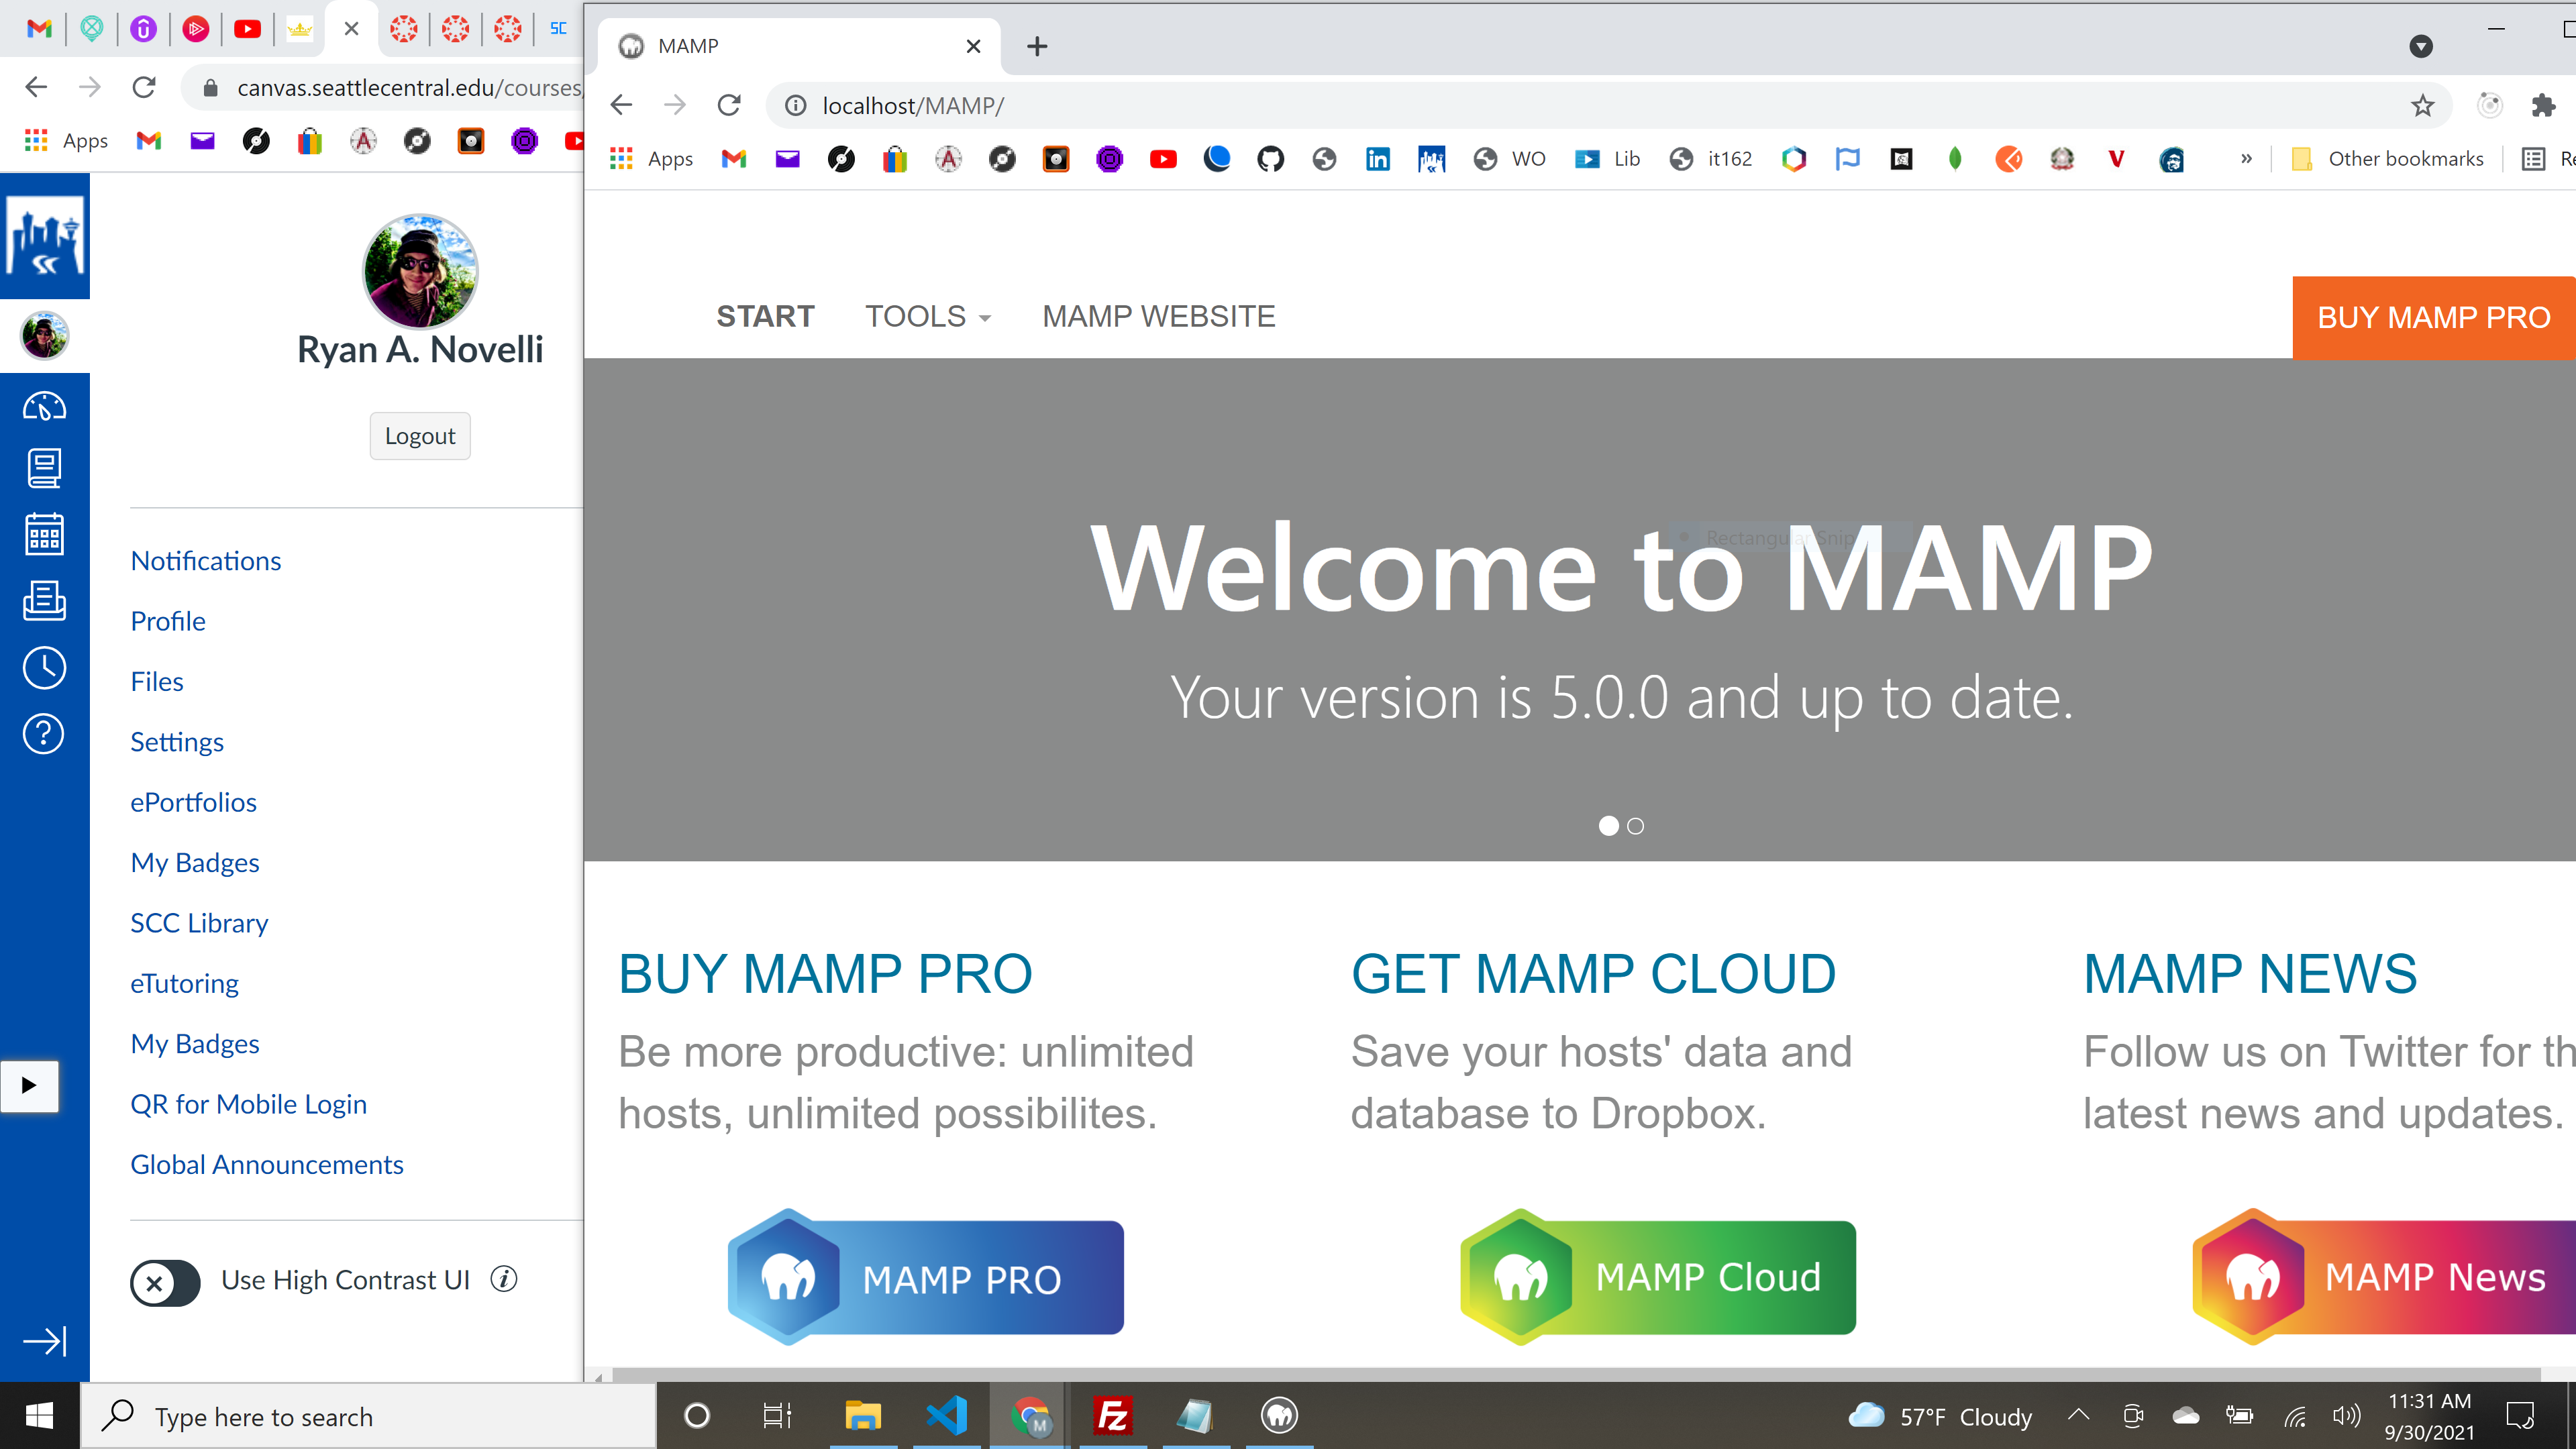 SC
canvas.seattlecentral.edu/courses
Apps
Ryan A. Novelli
Logout
Notifications
Profile
Files
Settings
ePortfolios
My Badges
SCC Library
eTutoring
My Badges
QR for Mobile Login
Global Announcements
Use High Contrast UI
MAMP
localhost/MAMP/
Apps
WO
Lib
it162
Other bookmarks
START
TOOLS
MAMP WEBSITE
BUY MAMP PRO
Rectangular Snip
Welcome to MAMP
Your version is 5.0.0 and up to date.
BUY MAMP PRO
Be more productive: unlimited
hosts, unlimited possibilites.
MAMP PRO
GET MAMP CLOUD
Save your hosts' data and
database to Dropbox.
MAMP Cloud
MAMP NEWS
Follow us on Twitter for th
latest news and updates.
MAMP News
Type here to search
M
Fz
57°F Cloudy
11:31 AM
9/30/2021